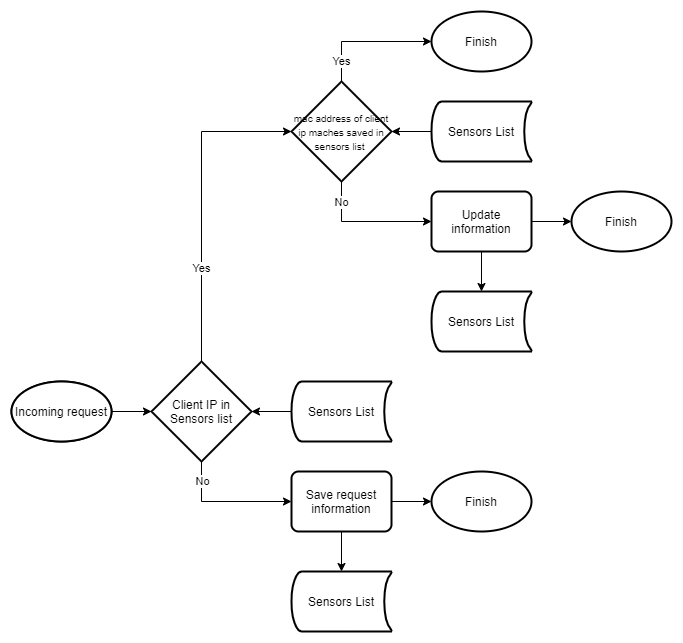 Finish
Yes
mac address of client
ip maches saved in
sensors list
Sensors List
No
Update
information
Finish
Sensors List
Yes
Incoming request
Client IP in
Sensors list
Sensors List
No
Save request
information
Finish
Sensors List